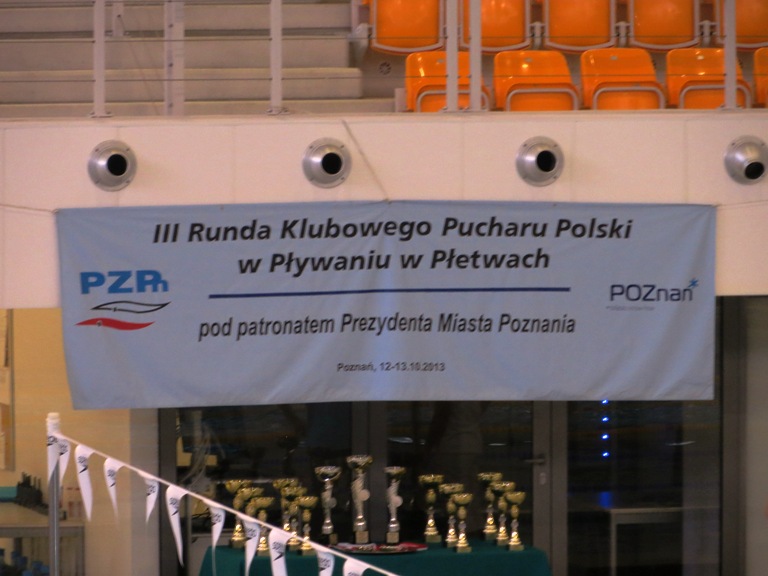 III Runda Klubowego Pucharu Polski
w Pływaniu w Płetwach
PZPn
POZnan*
pod patronatem Prezydenta Miasta Poznania
Poznań, 12-13.10.2013